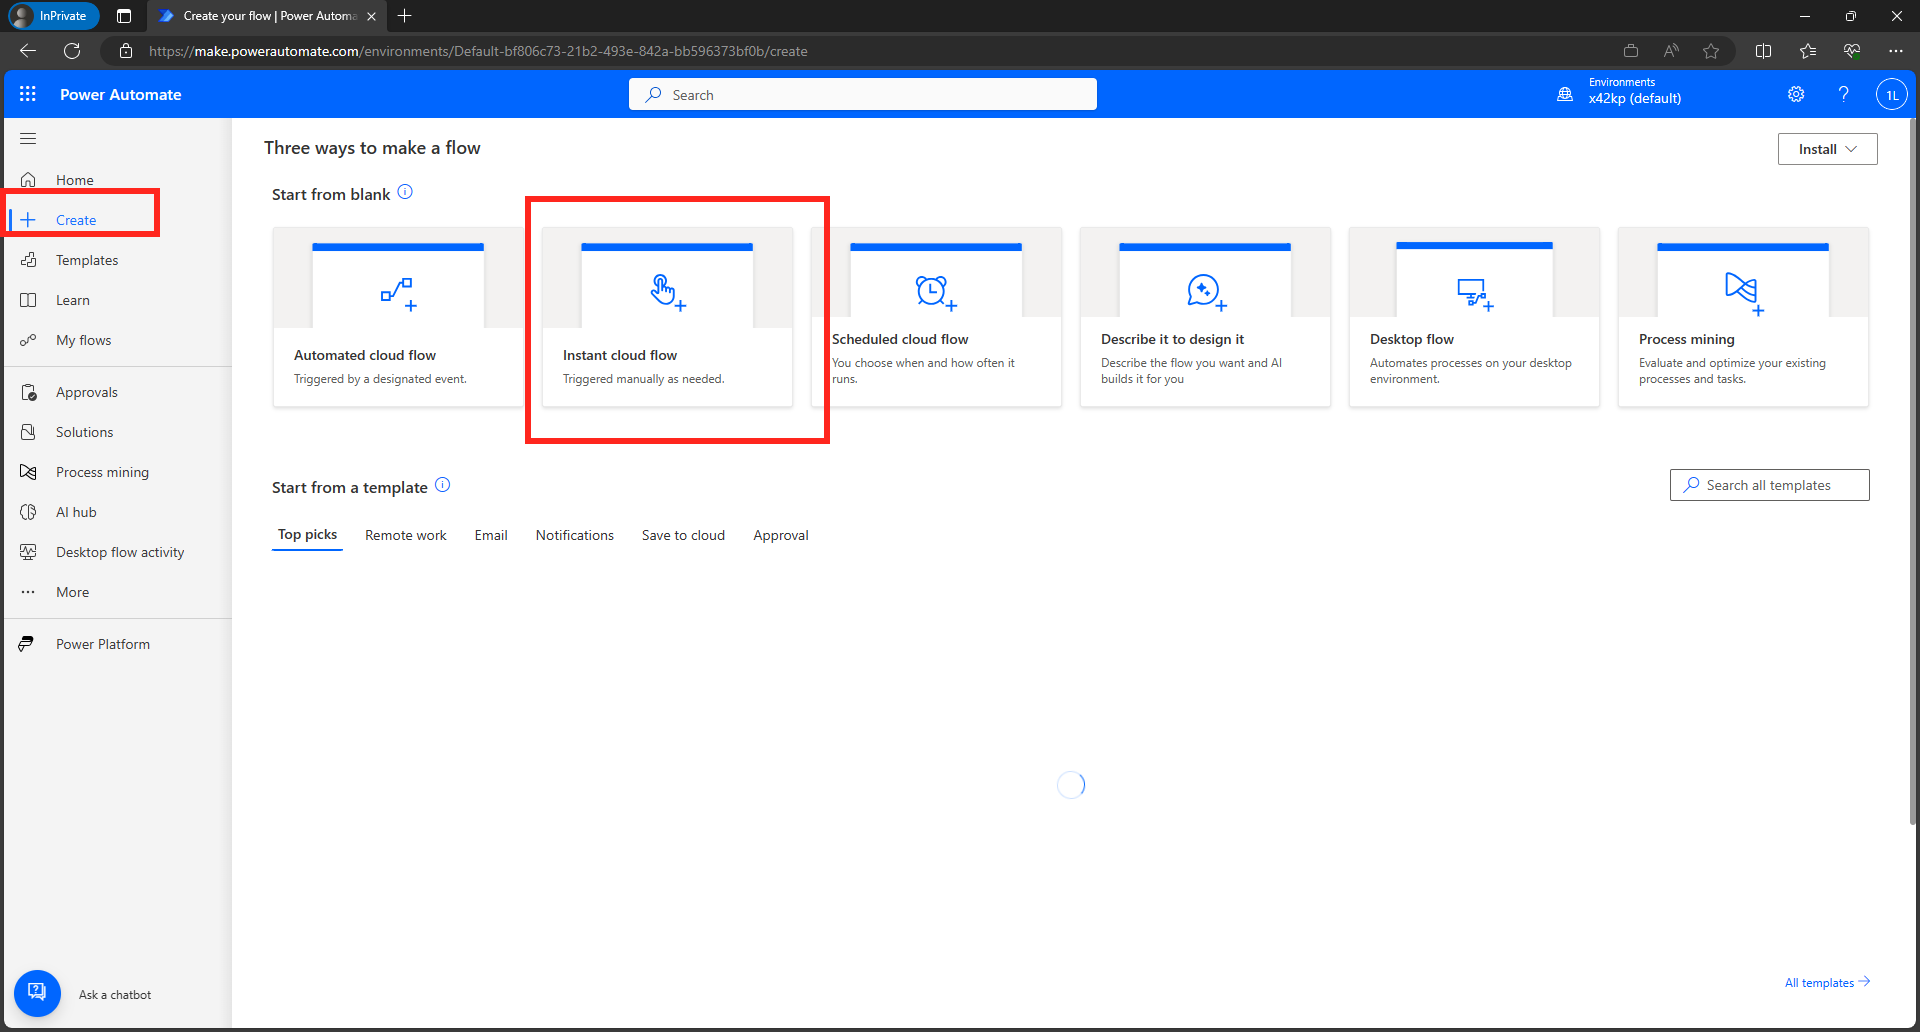 InPrivate
Create your flow | Power Automa
https://make.powerautomate.com/environments/Default-bf806c73-21b2-493e-842a-bb596373bf0b/create
Power Automate
Search
Environments
x42kp (default)
?
1L
Three ways to make a flow
Install
Home
Create
Templates
Learn
My flows
Approvals
Solutions
Process mining
AI hub
Desktop flow activity
More
Power Platform
Ask a chatbot
Start from blank
Automated cloud flow
Triggered by a designated event.
Instant cloud flow
Triggered manually as needed.
Scheduled cloud flow
You choose when and how often it
runs.
Describe it to design it
Describe the flow you want and AI
builds it for you
Desktop flow
Automates processes on your desktop
environment.
Process mining
Evaluate and optimize your existing
processes and tasks.
Start from a template
Search all templates
Top picks
Remote work
Email
Notifications
Save to cloud
Approval
All templates